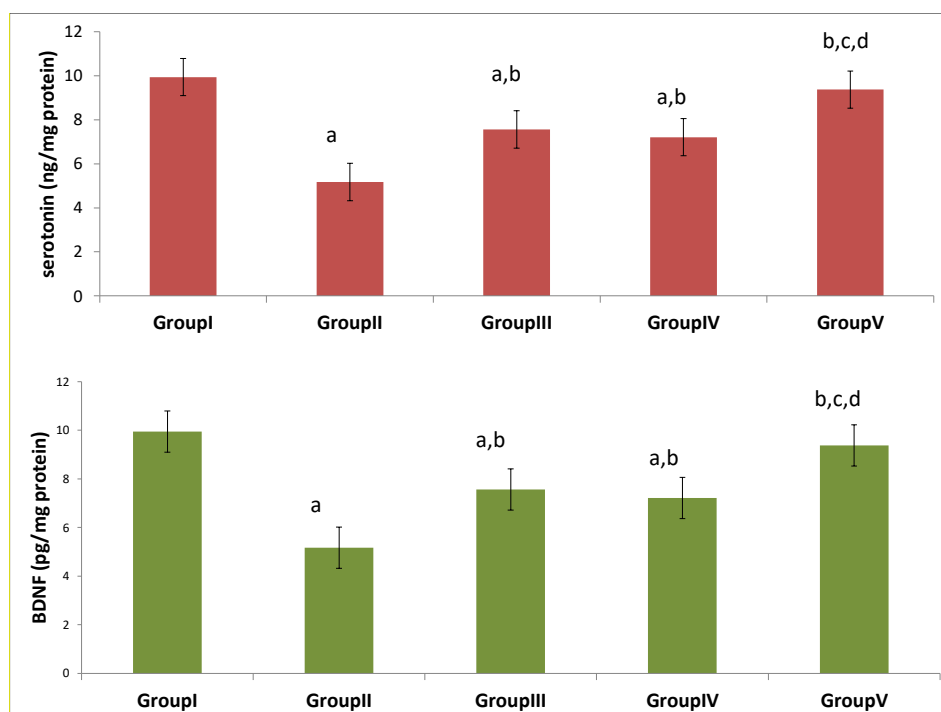 serotonin (ng/mg protein)
12
10
8
6
4
2
0
a
a,b
a,b
b,c,d
GroupI GroupII GroupIII GroupIV GroupV
BDNF (pg/mg protein)
12
10
8
6
4
2
0
a
a,b
a,b
b,c,d
GroupI GroupII GroupIII GroupIV GroupV